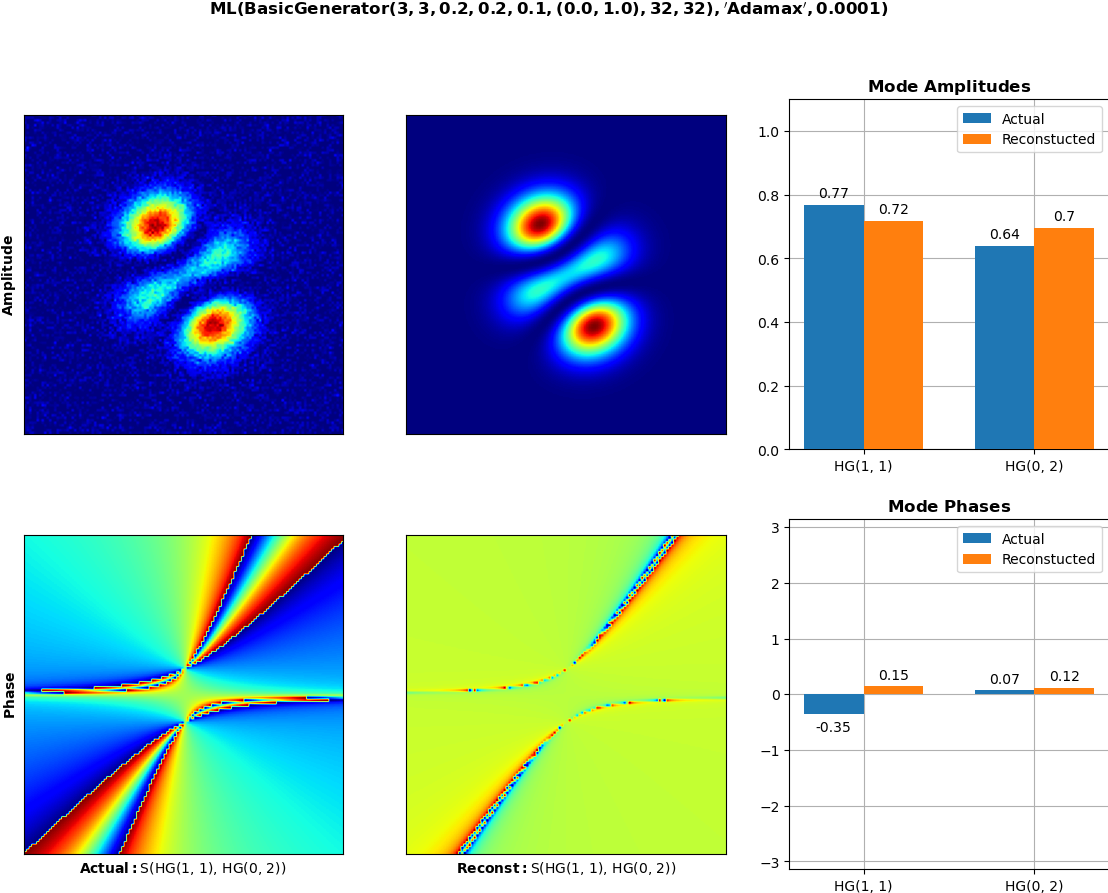 ML(BasicGenerator(3, 3, 0.2, 0.2, 0.1, (0.0, 1.0), 32, 32), ′Adamax′, 0.0001)
Mode Amplitudes
Actual
Reconstucted
1.0
0.8
0.6
0.4
0.2
0.0
0.77
0.72
0.64
0.7
HG(1, 1)
HG(0, 2)
Amplitude
Mode Phases
Actual
Reconstucted
3
2
1
0
−1
−2
−3
-0.35
0.15
0.07
0.12
HG(1, 1)
HG(0, 2)
Phase
Actual: S(HG(1, 1), HG(0, 2))
Reconst: S(HG(1, 1), HG(0, 2))